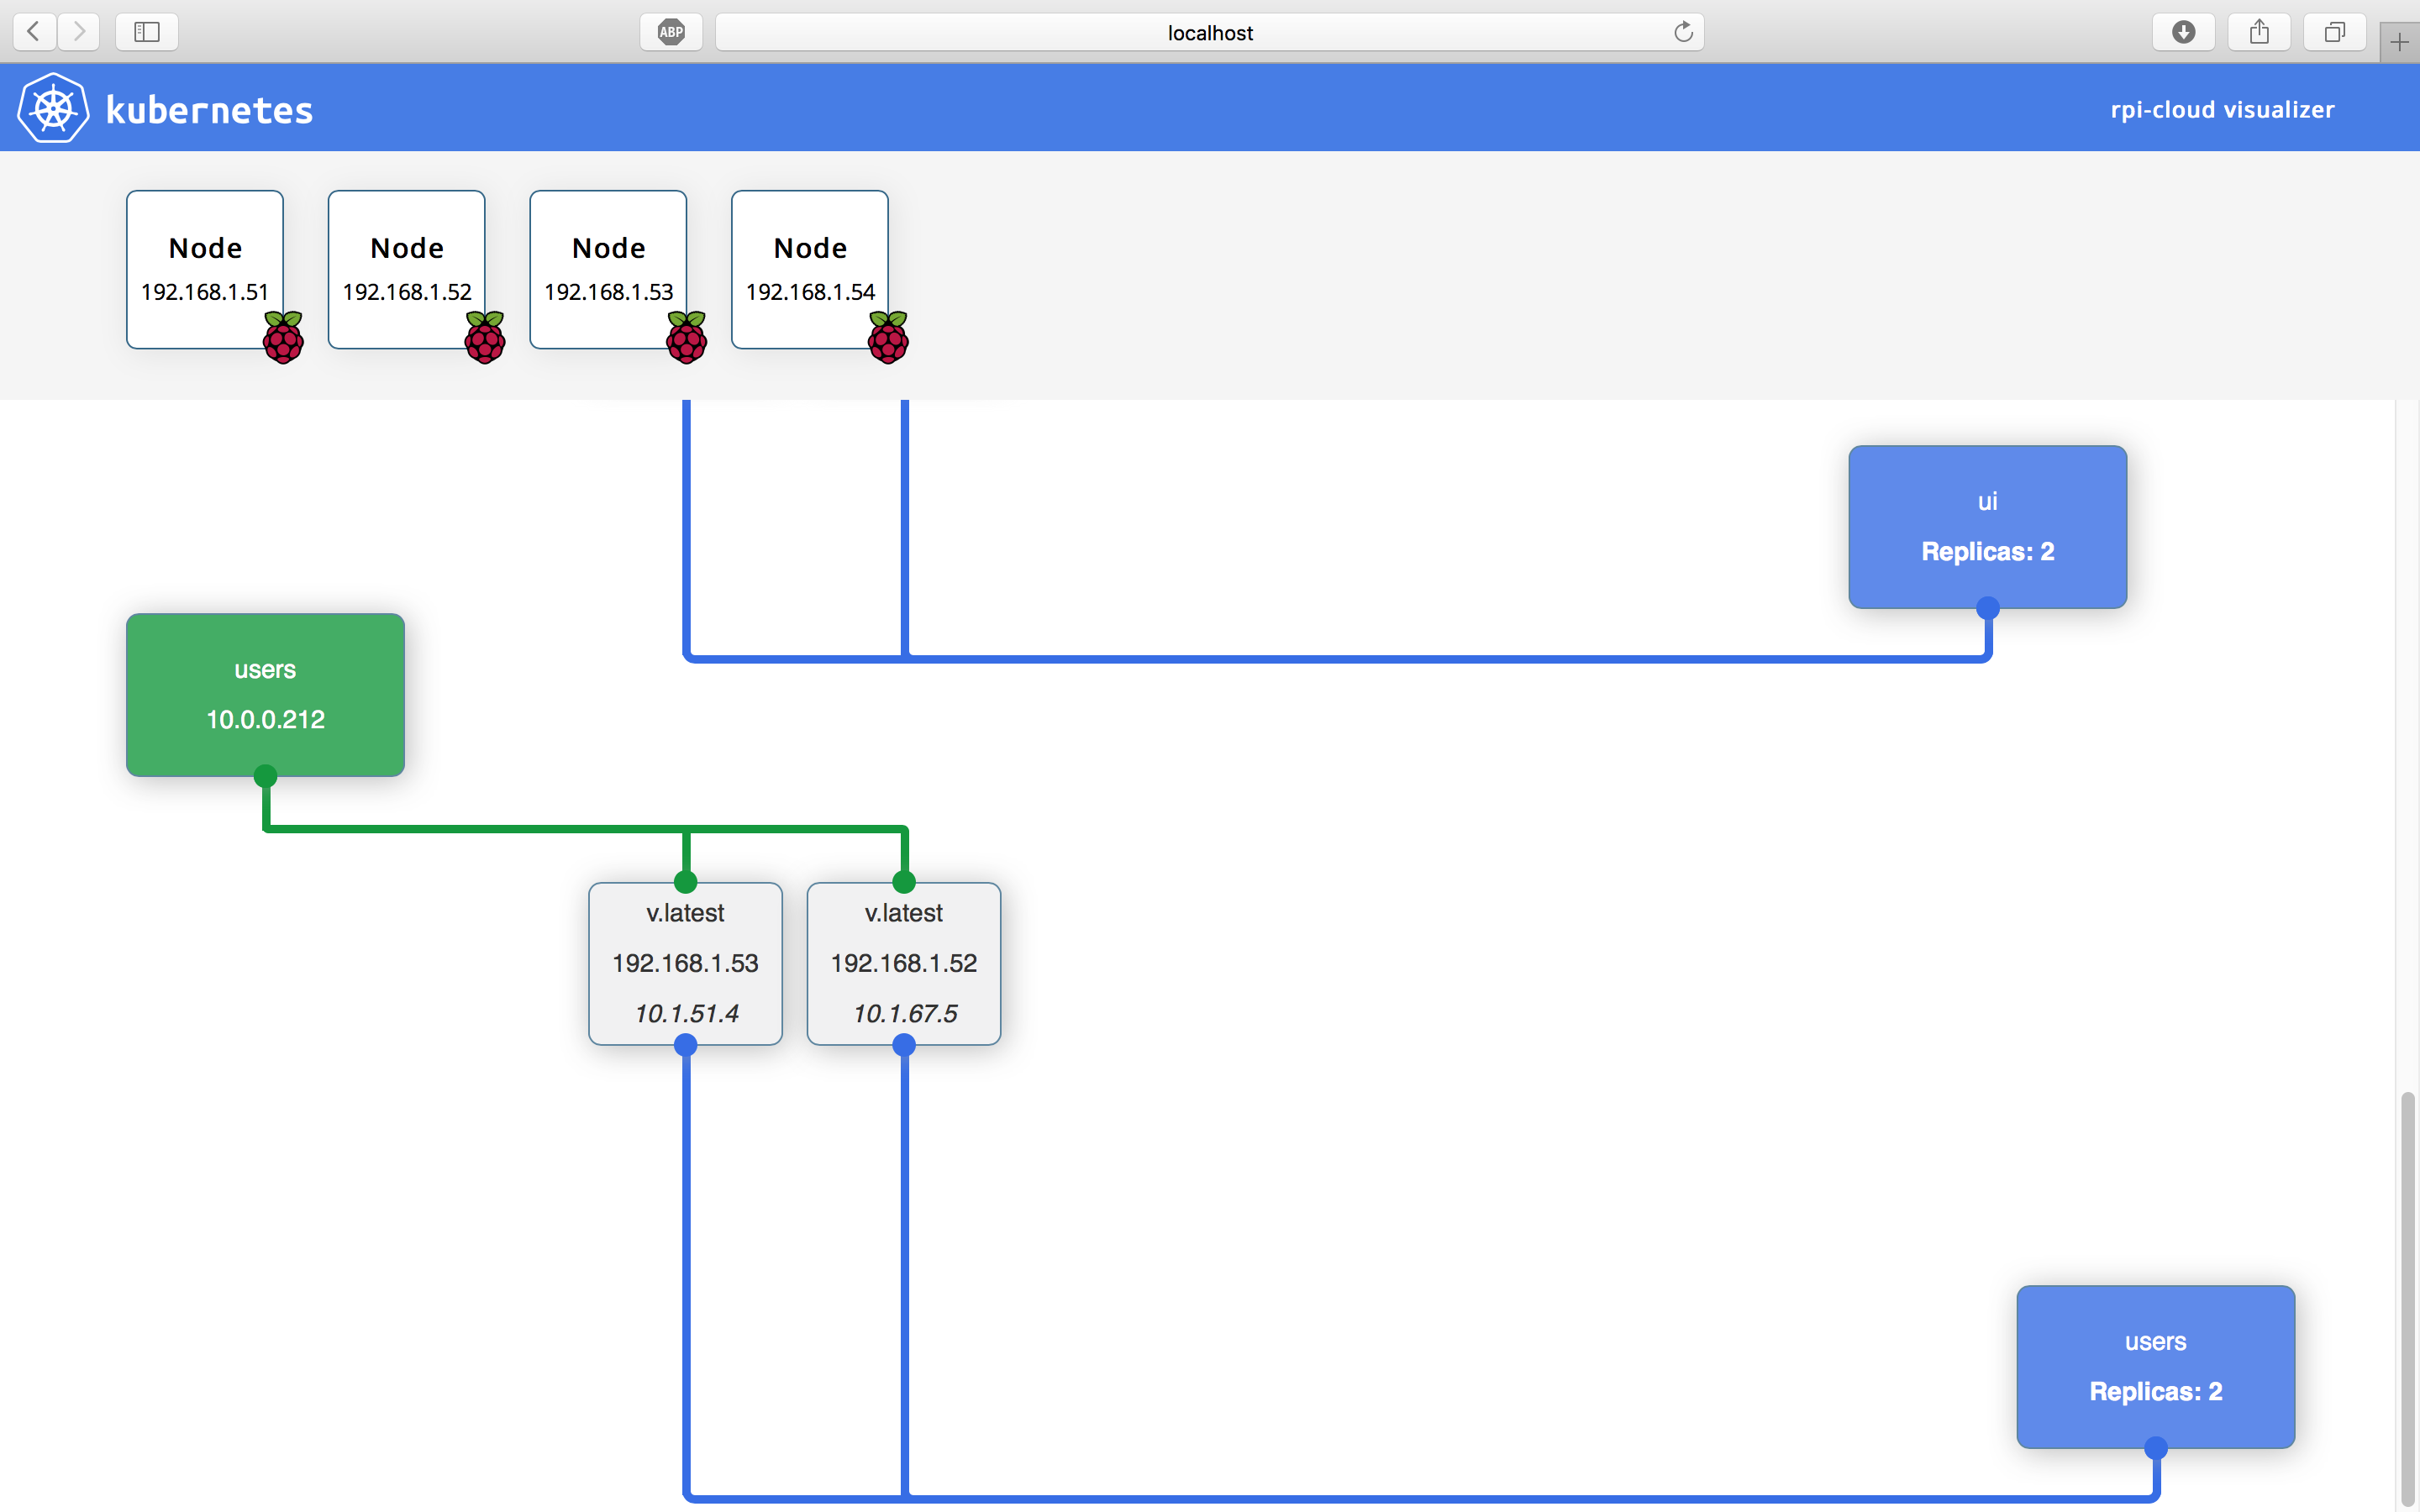 ABP
localhost
kubernetes
rpi-cloud visualizer
Node
192.168.1.51
Node
192.168.1.52
Node
192.168.1.53
Node
192.168.1.54
ui
Replicas: 2
users
10.0.0.212
v.latest
192.168.1.53
10.1.51.4
v.latest
192.168.1.52
10.1.67.5
users
Replicas: 2